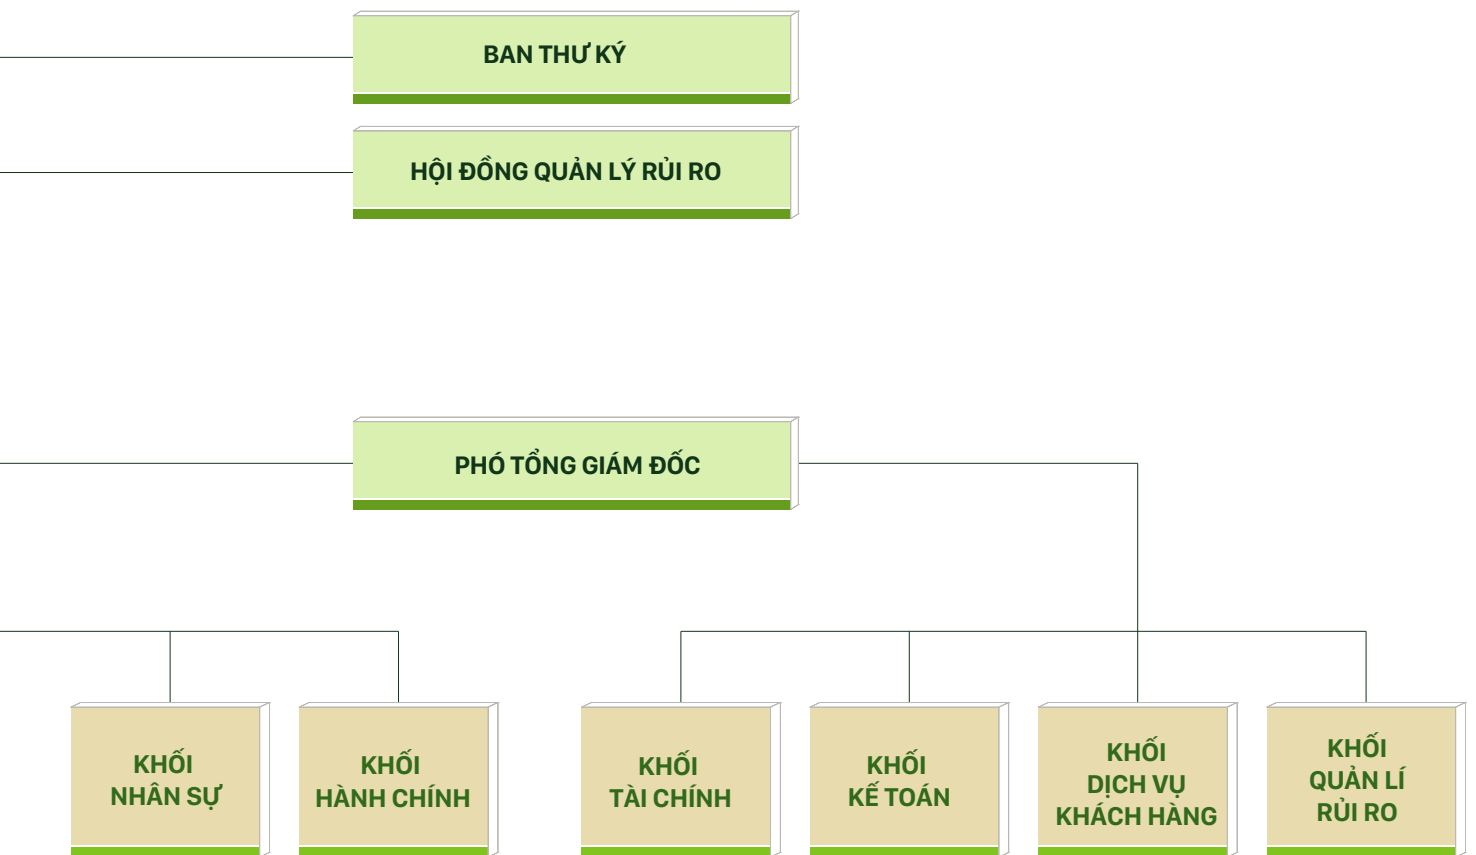 BAN THƯ KÝ
HỘI ĐỒNG QUẢN LÝ RỦI RO
PHÓ TỔNG GIÁM ĐỐC
KHỐI
NHÂN SỰ
KHỐI
HÀNH CHÍNH
KHỐI
TÀI CHÍNH
KHỐI
KẾ TOÁN
KHỐI
DỊCH VỤ
KHÁCH HÀNG
KHỐI
QUẢN LÍ
RỦI RO